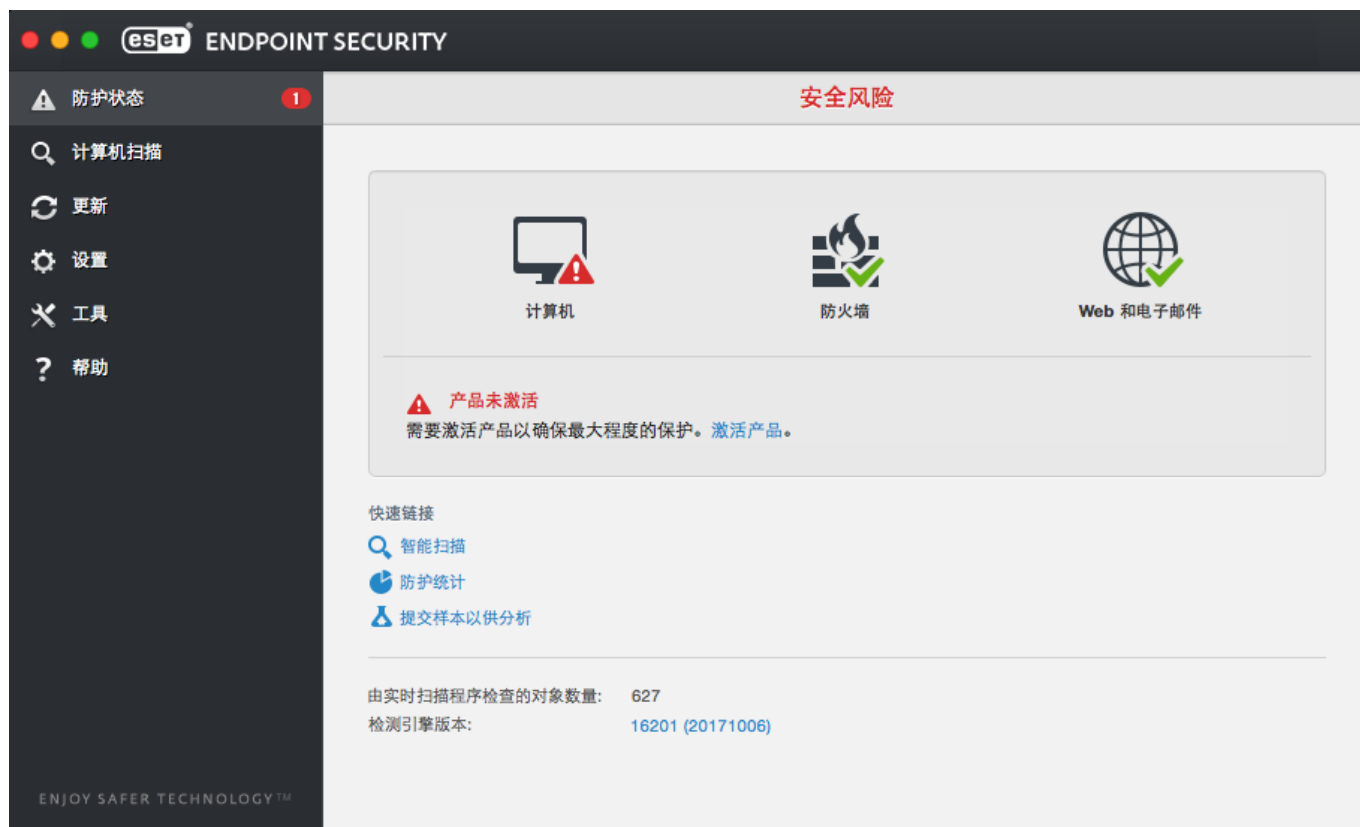 eset ENDPOINT SECURITY
防护状态 1
计算机扫描
更新
设置
工具
帮助
ENJOY SAFER TECHNOLOGY™
安全风险
计算机 防火墙 Web 和电子邮件
产品未激活
需要激活产品以确保最大程度的保护。激活产品。
快速链接
智能扫描
防护统计
提交样本以供分析
由实时扫描程序检查的对象数量: 627
检测引擎版本: 16201 (20171006)